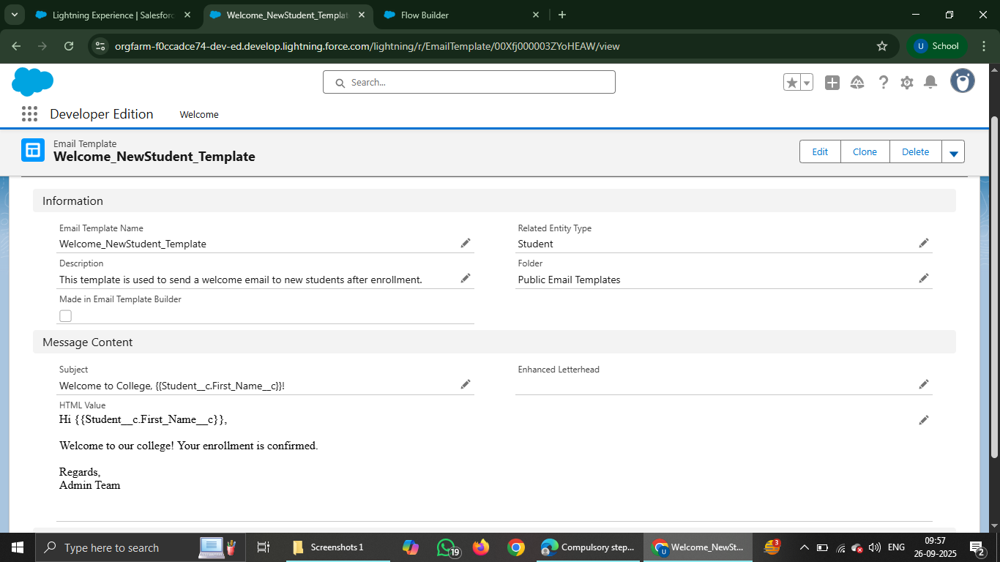 Lightning Experience | Salesforc
Welcome_NewStudent_Templat
Flow Builder
orgfarm-f0ccadce74-dev-ed.develop.lightning.force.com/lightning/r/EmailTemplate/00Xfj000003ZYoHEAW/view
U School
Search...
Developer Edition
Welcome
Email Template
Welcome_NewStudent_Template
Edit
Clone
Delete
Information
Email Template Name
Welcome_NewStudent_Template
Related Entity Type
Student
Description
This template is used to send a welcome email to new students after enrollment.
Folder
Public Email Templates
Made in Email Template Builder
Message Content
Subject
Welcome to College, {{Student__c.First_Name__c}}!
Enhanced Letterhead
HTML Value
Hi {{Student__c.First_Name__c}},
Welcome to our college! Your enrollment is confirmed.
Regards,
Admin Team
Type here to search
Screenshots 1
19
Compulsory step...
U
Welcome_NewSt...
3
ENG
09:57
26-09-2025
2